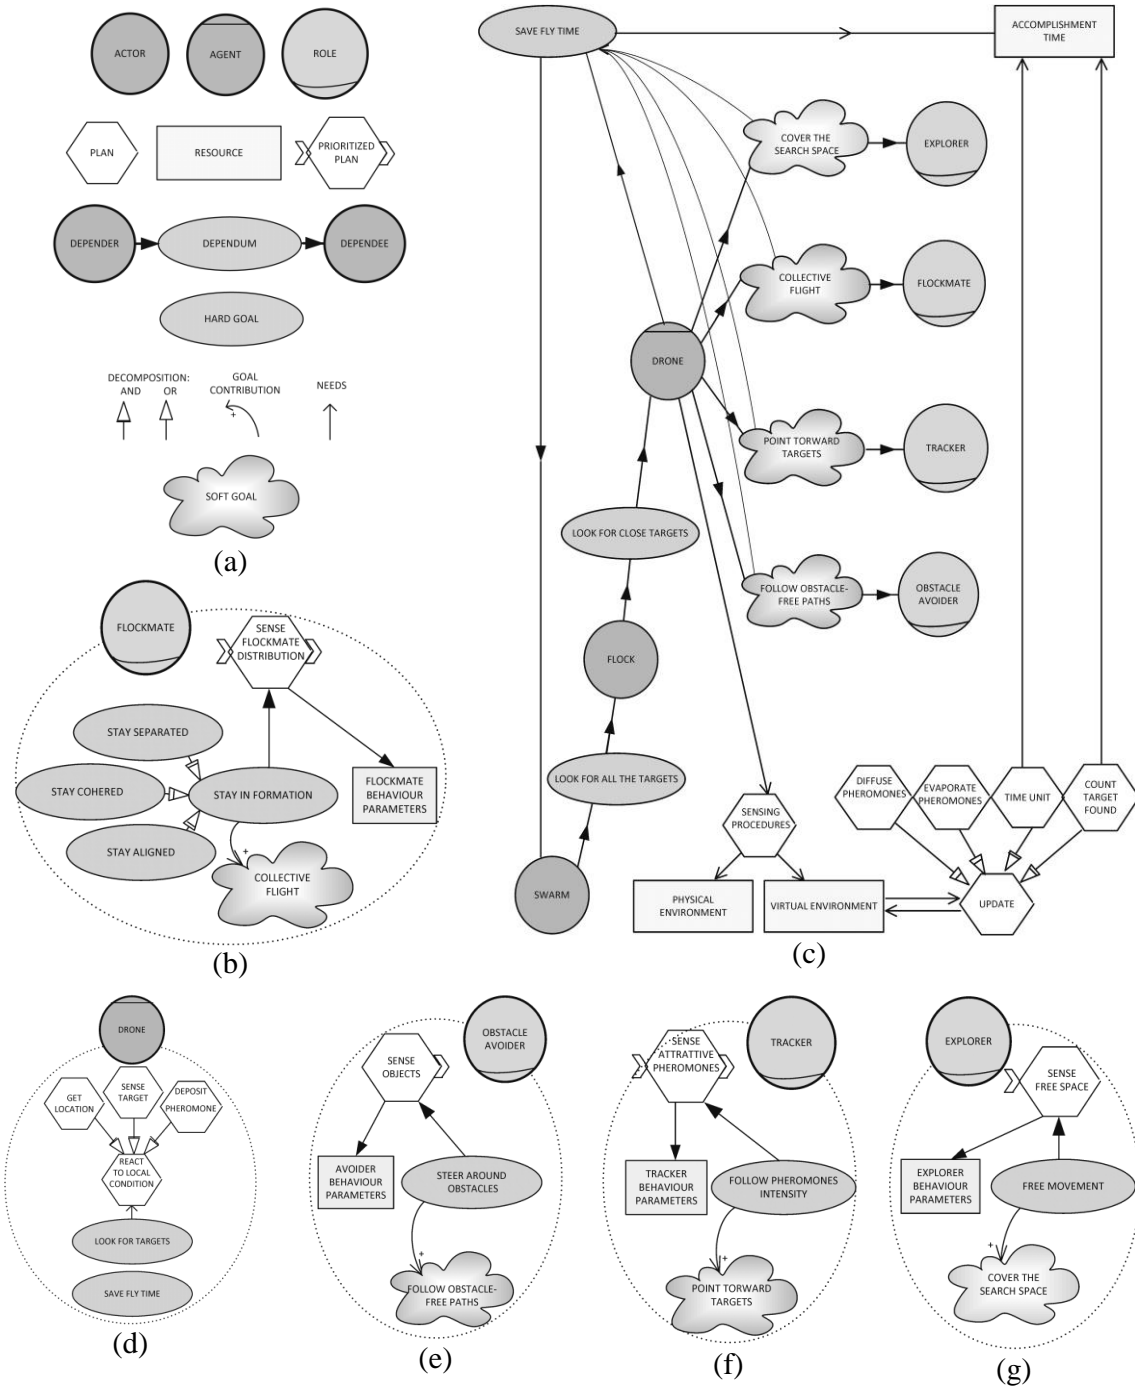 ACTOR
AGENT
ROLE
PLAN
RESOURCE
PRIORITIZED
PLAN
DEPENDER
DEPENDUM
DEPENDEE
HARD GOAL
DECOMPOSITION:
AND OR
GOAL
CONTRIBUTION
NEEDS
+
SOFT GOAL
(a)
FLOCKMATE
SENSE
FLOCKMATE
DISTRIBUTION
STAY SEPARATED
STAY COHERED
STAY IN FORMATION
STAY ALIGNED
FLOCKMATE
BEHAVIOUR
PARAMETERS
+
COLLECTIVE
FLIGHT
(b)
SAVE FLY TIME
ACCOMPLISHMENT
TIME
COVER THE
SEARCH SPACE
EXPLORER
COLLECTIVE
FLIGHT
FLOCKMATE
DRONE
POINT TORWARD
TARGETS
TRACKER
LOOK FOR CLOSE TARGETS
FOLLOW OBSTACLE-
FREE PATHS
OBSTACLE
AVOIDER
FLOCK
LOOK FOR ALL THE TARGETS
SWARM
SENSING
PROCEDURES
PHYSICAL
ENVIRONMENT
VIRTUAL ENVIRONMENT
DIFFUSE
PHEROMONES
EVAPORATE
PHEROMONES
TIME UNIT
COUNT
TARGET
FOUND
UPDATE
(c)
DRONE
GET
LOCATION
SENSE
TARGET
DEPOSIT
PHEROMONE
REACT
TO LOCAL
CONDITION
LOOK FOR TARGETS
SAVE FLY TIME
(d)
OBSTACLE
AVOIDER
SENSE
OBJECTS
AVOIDER
BEHAVIOUR
PARAMETERS
STEER AROUND
OBSTACLES
+
FOLLOW OBSTACLE-
FREE PATHS
(e)
SENSE
ATTRATTIVE
PHEROMONES
TRACKER
TRACKER
BEHAVIOUR
PARAMETERS
FOLLOW PHEROMONES
INTENSITY
+
POINT TORWARD
TARGETS
(f)
EXPLORER
SENSE
FREE SPACE
EXPLORER
BEHAVIOUR
PARAMETERS
FREE MOVEMENT
+
COVER THE
SEARCH SPACE
(g)